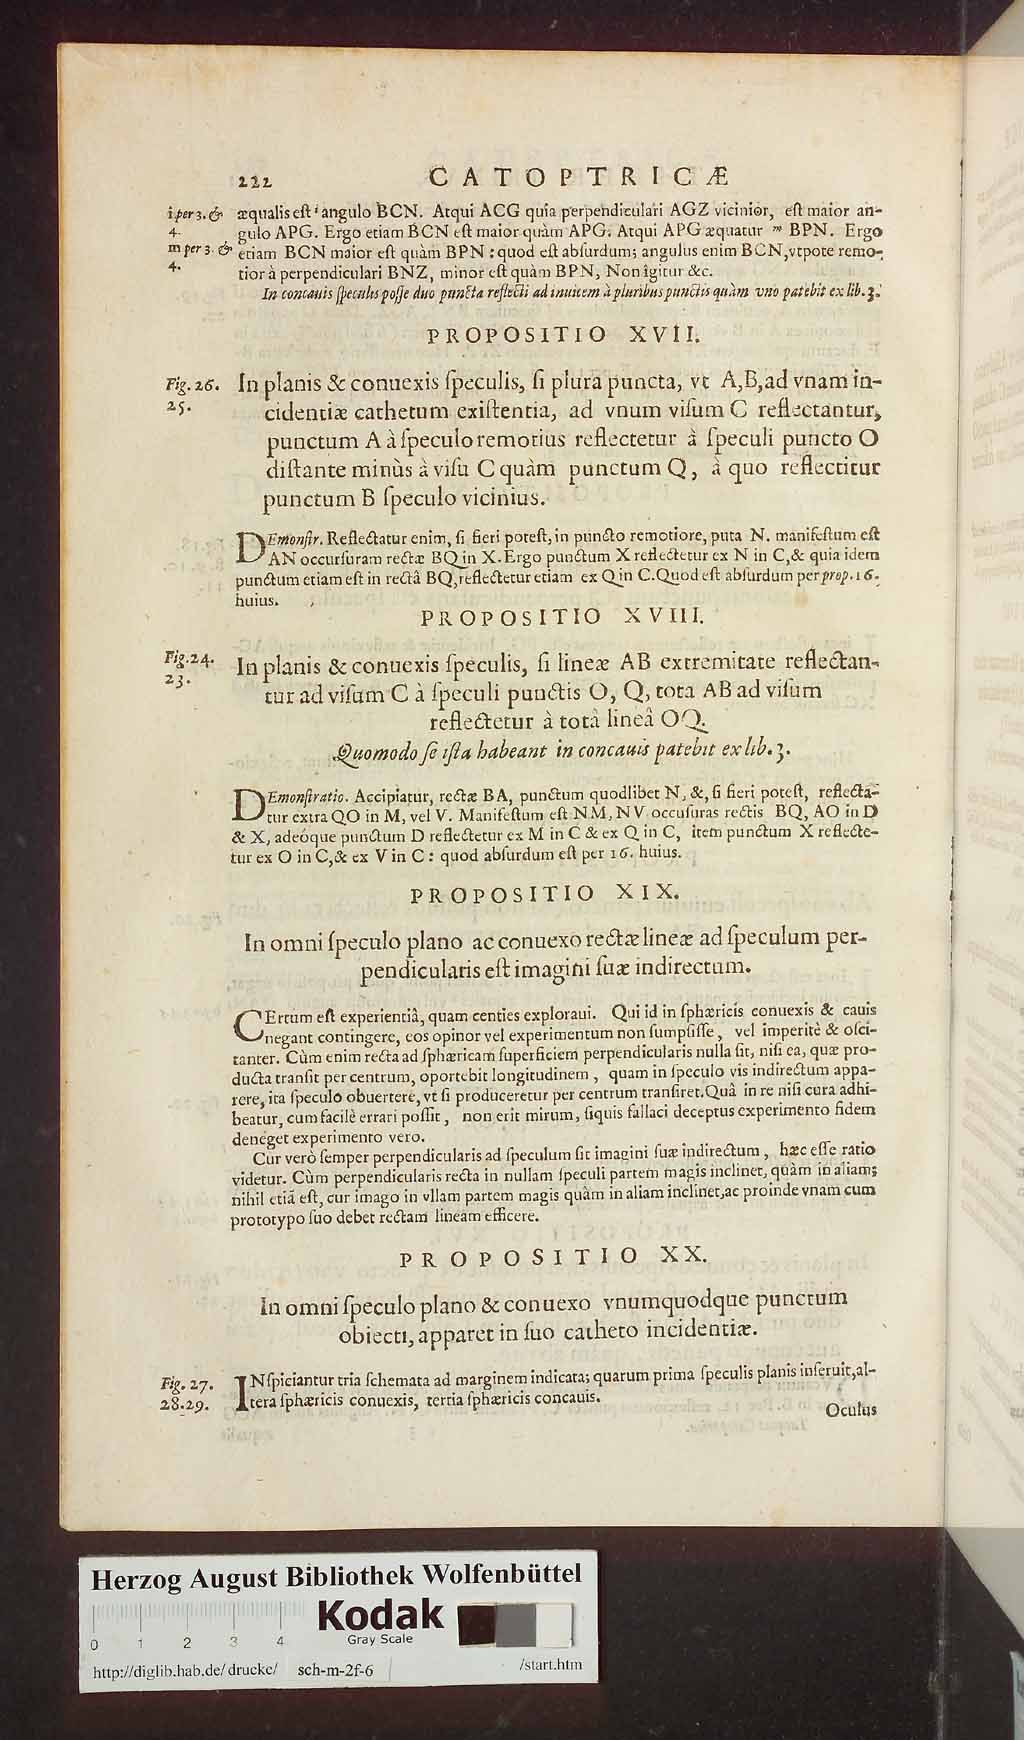 222 CATOPTRICÆ
i per 3. & 4.
m per 3. & 4.
æqualis eſt i angulo BCN. Atqui ACG quia perpendiculari AGZ vicinior, eſt maior an-
gulo APG. Ergo etiam BCN eſt maior quàm APG. Atqui APG æquatur m BPN. Ergo
etiam BCN maior eſt quàm BPN : quod eſt abſurdum; angulus enim BCN, vtpote remo-
tior à perpendiculari BNZ, minor eſt quàm BPN, Non igitur &c.
In concauis ſpeculis poſſe duo puncta reflecti ad inuicem à pluribus punctis quàm vno patebit ex lib. 3.
PROPOSITIO XVII.
Fig. 26.
25.
In planis & conuexis ſpeculis, ſi plura puncta, vt A,B, ad vnam in-
cidentiæ cathetum exiſtentia, ad vnum viſum C reflectantur,
punctum A à ſpeculo remotius reflectetur à ſpeculi puncto O
diſtante minùs à viſu C quàm punctum Q, à quo reflectitur
punctum B ſpeculo vicinius.
DEmonſtr. Reflectatur enim, ſi fieri poteſt, in puncto remotiore, puta N. manifeſtum eſt
AN occurſuram rectæ BQ in X. Ergo punctum X reflectetur ex N in C, & quia idem
punctum etiam eſt in rectâ BQ, reflectetur etiam ex Q in C. Quod eſt abſurdum per prop. 16.
huius.
PROPOSITIO XVIII.
Fig. 24.
23.
In planis & conuexis ſpeculis, ſi lineæ AB extremitate reflectan-
tur ad viſum C à ſpeculi punctis O, Q, tota AB ad viſum
reflectetur à totâ lineâ OQ.
Quomodo ſe iſta habeant in concauis patebit ex lib. 3.
DEmonſtratio. Accipiatur, rectæ BA, punctum quodlibet N, &, ſi fieri poteſt, reflecta-
tur extra QO in M, vel V. Manifeſtum eſt NM, NV occuſuras rectis BQ, AO in D
& X, adeóque punctum D reflectetur ex M in C & ex Q in C, item punctum X reflecte-
tur ex O in C, & ex V in C : quod abſurdum eſt per 16. huius.
PROPOSITIO XIX.
In omni ſpeculo plano ac conuexo rectæ lineæ ad ſpeculum per-
pendicularis eſt imagini ſuæ indirectum.
CErtum eſt experientiâ, quam centies exploraui. Qui id in ſphæricis conuexis & cauis
negant contingere, eos opinor vel experimentum non ſumpſiſſe, vel imperitè & oſci-
tanter. Cùm enim recta ad ſphæricam ſuperficiem perpendicularis nulla ſit, niſi ea, quæ pro-
ducta tranſit per centrum, oportebit longitudinem, quam in ſpeculo vis indirectum appa-
rere, ita ſpeculo obuertere, vt ſi produceretur per centrum tranſiret. Quâ in re niſi cura adhi-
beatur, cum facilè errari poſſit, non erit mirum, ſiquis fallaci deceptus experimento fidem
deneget experimento vero.
Cur verò ſemper perpendicularis ad ſpeculum ſit imagini ſuæ indirectum, hæc eſſe ratio
videtur. Cùm perpendicularis recta in nullam ſpeculi partem magis inclinet, quàm in aliam;
nihil etiã eſt, cur imago in vllam partem magis quàm in aliam inclinet, ac proinde vnam cum
prototypo ſuo debet rectam lineam efficere.
PROPOSITIO XX.
In omni ſpeculo plano & conuexo vnumquodque punctum
obiecti, apparet in ſuo catheto incidentiæ.
Fig. 27.
28.29.
INſpiciantur tria ſchemata ad marginem indicata; quarum prima ſpeculis planis inſeruit, al-
tera ſphæricis conuexis, tertia ſphæricis concauis.
Oculus
Herzog August Bibliothek Wolfenbüttel
Kodak
Gray Scale
0 1 2 3 4
http://diglib.hab.de/drucke/ sch-m-2f-6 /start.htm